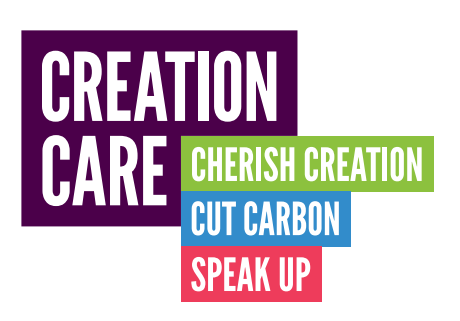 CREATION
CARE
CHERISH CREATION
CUT CARBON
SPEAK UP